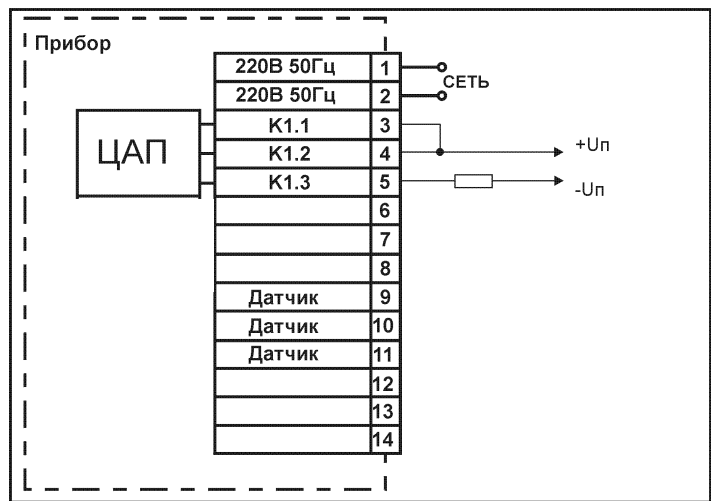 Прибор
220В 50Гц 1
220В 50Гц 2
СЕТЬ
ЦАП
К1.1 3
К1.2 4
К1.3 5
+Uп
-Uп
6
7
8
Датчик 9
Датчик 10
Датчик 11
12
13
14